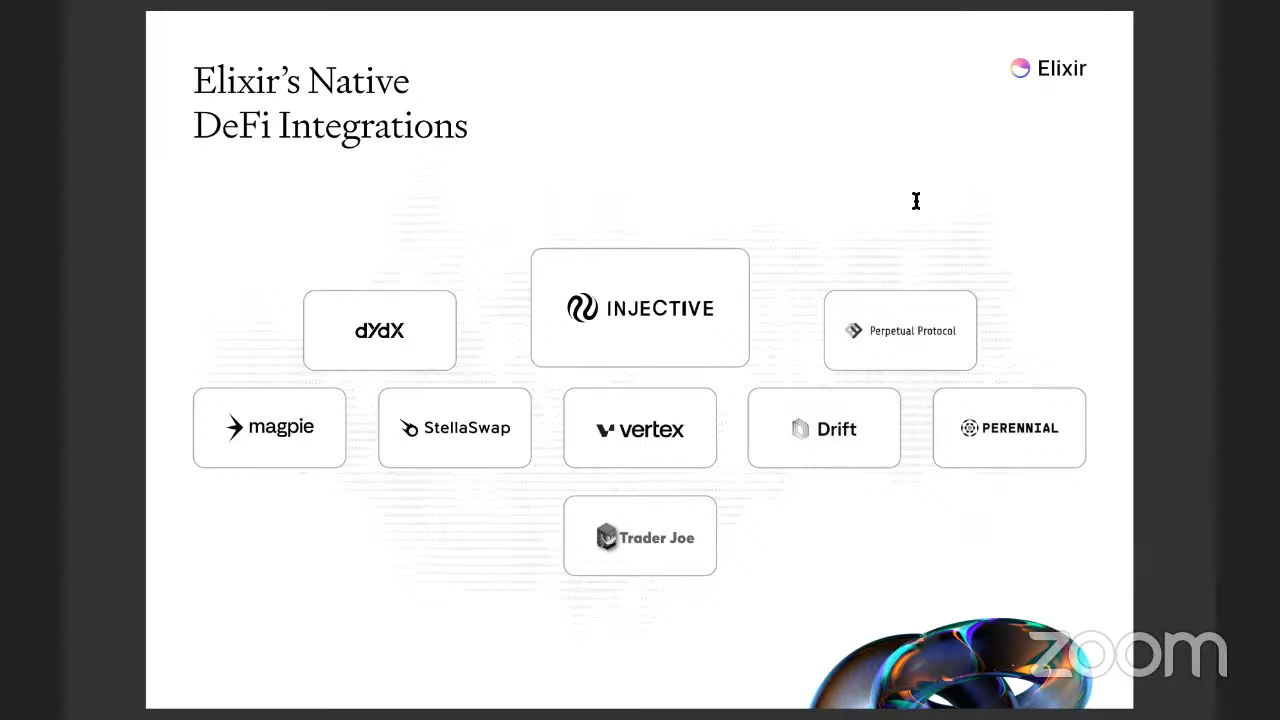 Elixir’s Native
DeFi Integrations
Elixir
INJECTIVE
dYdX
Perpetual Protocol
magpie
StellaSwap
vertex
Drift
PERENNIAL
Trader Joe
zoom